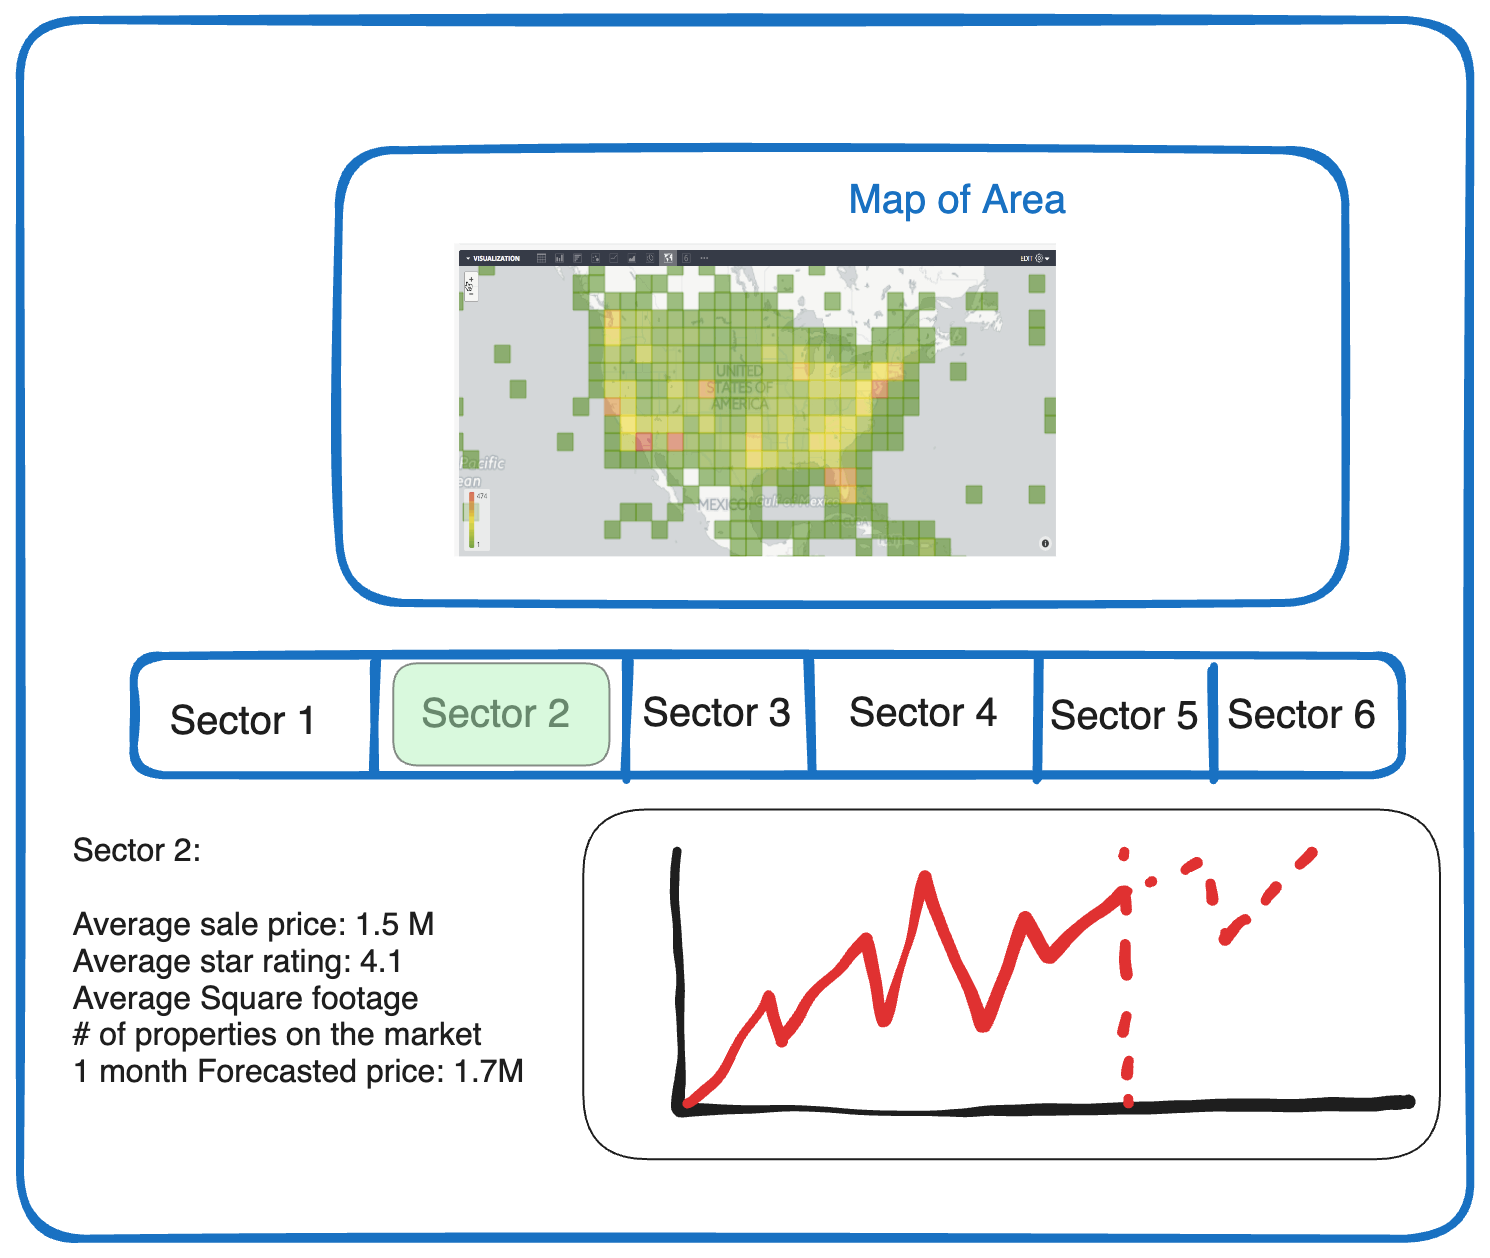 Map of Area
VISUALIZATION
EDIT
UNITED
STATES OF
AMERICA
Pacific
ean
MEXICO
Gulf of Mexico
474
1
Sector 1
Sector 2
Sector 3
Sector 4
Sector 5
Sector 6
Sector 2:
Average sale price: 1.5 M
Average star rating: 4.1
Average Square footage
# of properties on the market
1 month Forecasted price: 1.7M